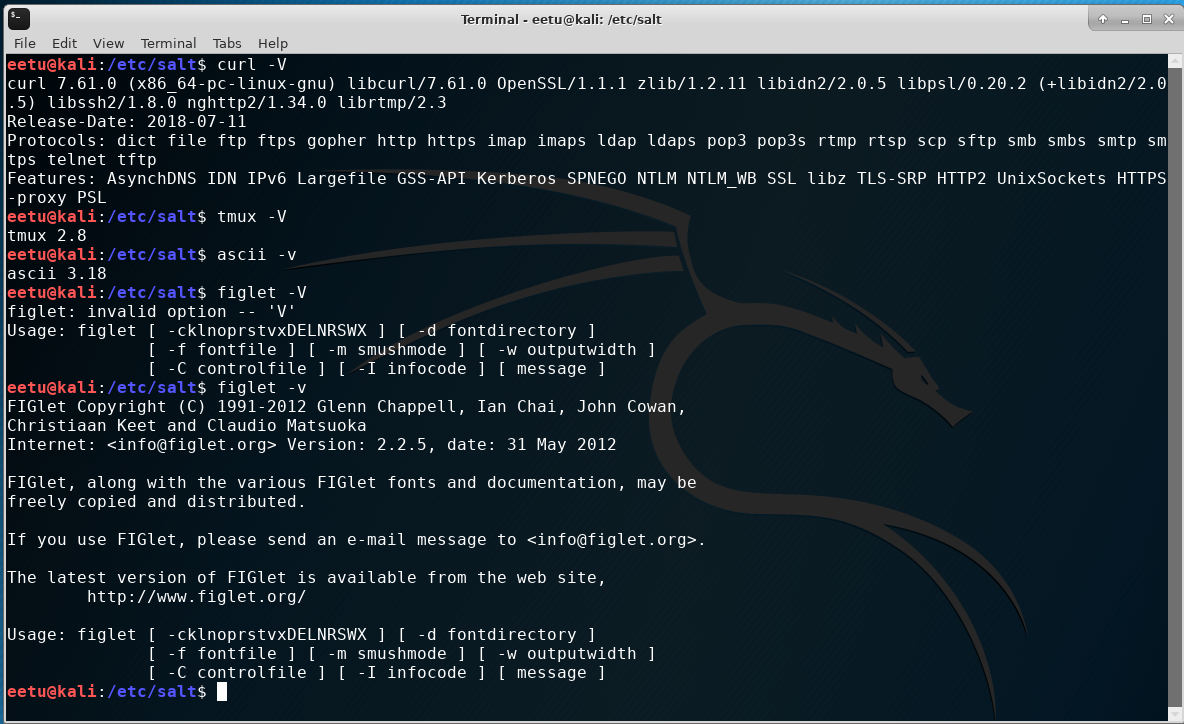 Terminal - eetu@kali: /etc/salt
File Edit View Terminal Tabs Help
eetu@kali:/etc/salt$ curl -V
curl 7.61.0 (x86_64-pc-linux-gnu) libcurl/7.61.0 OpenSSL/1.1.1 zlib/1.2.11 libidn2/2.0.5 libpsl/0.20.2 (+libidn2/2.0
.5) libssh2/1.8.0 nghttp2/1.34.0 librtmp/2.3
Release-Date: 2018-07-11
Protocols: dict file ftp ftps gopher http https imap imaps ldap ldaps pop3 pop3s rtmp rtsp scp sftp smb smbs smtp sm
tps telnet tftp
Features: AsynchDNS IDN IPv6 Largefile GSS-API Kerberos SPNEGO NTLM NTLM_WB SSL libz TLS-SRP HTTP2 UnixSockets HTTPS
-proxy PSL
eetu@kali:/etc/salt$ tmux -V
tmux 2.8
eetu@kali:/etc/salt$ ascii -v
ascii 3.18
eetu@kali:/etc/salt$ figlet -V
figlet: invalid option -- 'V'
Usage: figlet [ -cklnoprstvxDELNRSWX ] [ -d fontdirectory ]
              [ -f fontfile ] [ -m smushmode ] [ -w outputwidth ]
              [ -C controlfile ] [ -I infocode ] [ message ]
eetu@kali:/etc/salt$ figlet -v
FIGlet Copyright (C) 1991-2012 Glenn Chappell, Ian Chai, John Cowan,
Christiaan Keet and Claudio Matsuoka
Internet: <info@figlet.org> Version: 2.2.5, date: 31 May 2012

FIGlet, along with the various FIGlet fonts and documentation, may be
freely copied and distributed.

If you use FIGlet, please send an e-mail message to <info@figlet.org>.

The latest version of FIGlet is available from the web site,
        http://www.figlet.org/

Usage: figlet [ -cklnoprstvxDELNRSWX ] [ -d fontdirectory ]
              [ -f fontfile ] [ -m smushmode ] [ -w outputwidth ]
              [ -C controlfile ] [ -I infocode ] [ message ]
eetu@kali:/etc/salt$